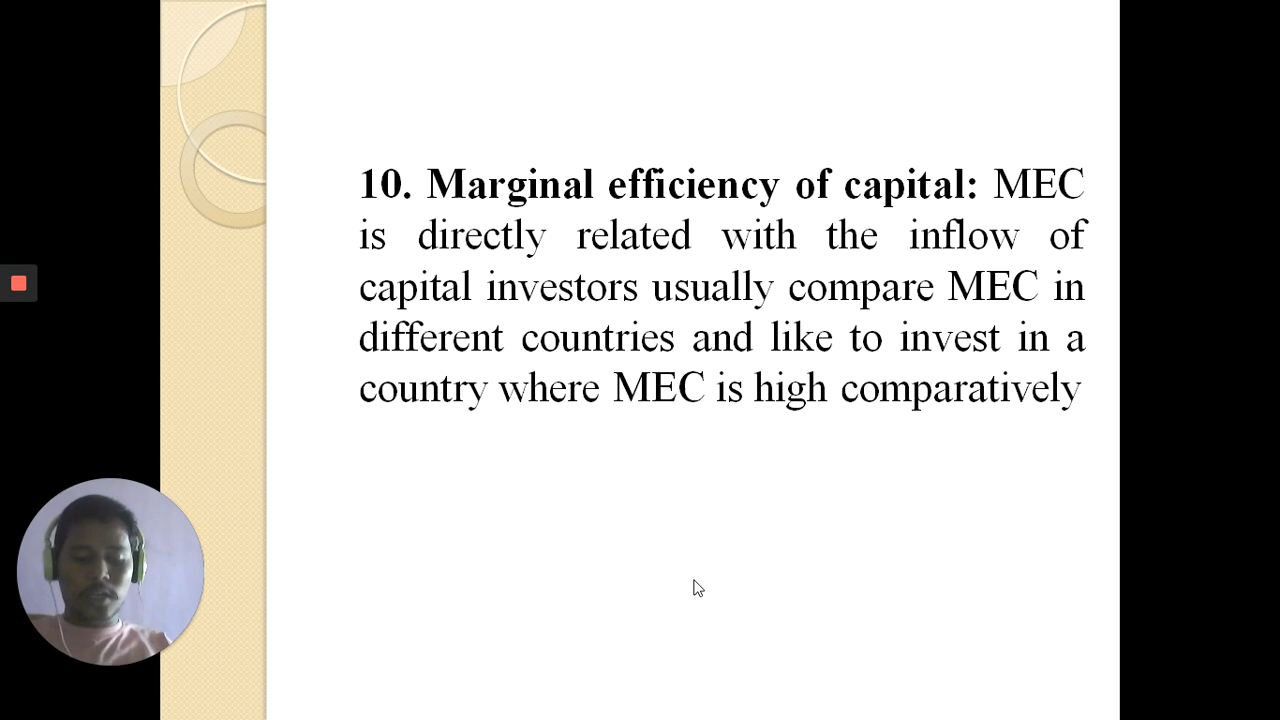 10. Marginal efficiency of capital: MEC
is directly related with the inflow of
capital investors usually compare MEC in
different countries and like to invest in a
country where MEC is high comparatively